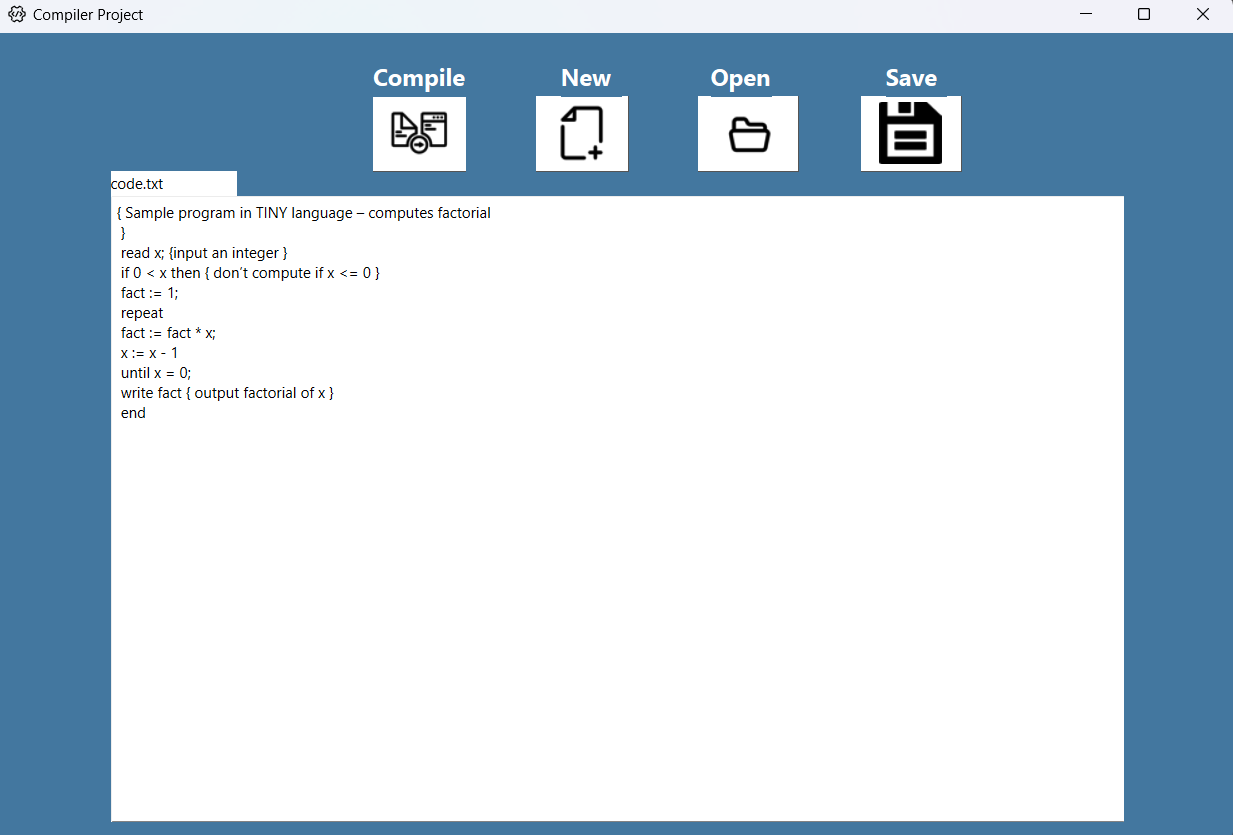 Compiler Project
Compile New Open Save
code.txt
{ Sample program in TINY language – computes factorial
}
read x; {input an integer }
if 0 < x then { don’t compute if x <= 0 }
fact := 1;
repeat
fact := fact * x;
x := x - 1
until x = 0;
write fact { output factorial of x }
end